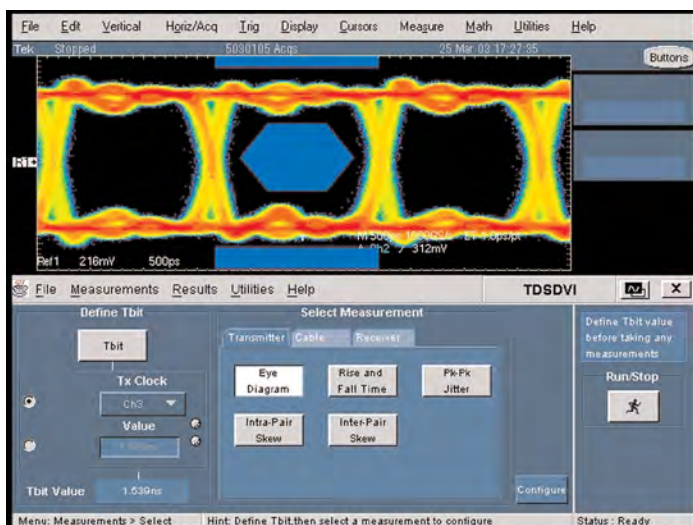 File Edit Vertical Horiz/Acq Trig Display Cursors Measure Math Utilities Help
Tek Stopped 5030105 Acqs 25 Mar 03 17:27:35
Buttons
Ref1 216mV 500ps
312mV
File Measurements Results Utilities Help TDSDVI X
Define Tbit
Tbit
Tx Clock
Ch3
Value
Tbit Value 1.539ns
Select Measurement
Transmitter Cable Receiver
Eye Diagram
Rise and Fall Time
Pk-Pk Jitter
Intra-Pair Skew
Inter-Pair Skew
Configure
Define Tbit value
before taking any
measurements
Run/Stop
Menu: Measurements > Select Hint: Define Tbit,then select a measurement to configure Status : Ready